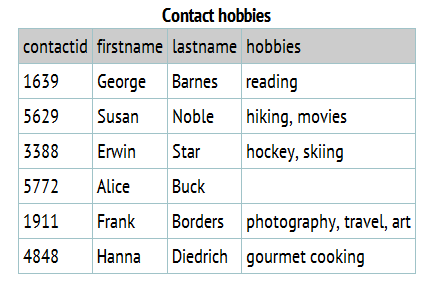 Contact hobbies
contactid firstname lastname hobbies
1639 George Barnes reading
5629 Susan Noble hiking, movies
3388 Erwin Star hockey, skiing
5772 Alice Buck
1911 Frank Borders photography, travel, art
4848 Hanna Diedrich gourmet cooking